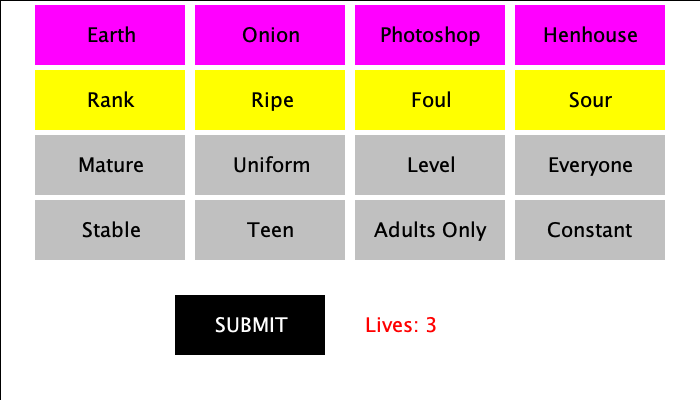 Earth Onion Photoshop Henhouse
Rank Ripe Foul Sour
Mature Uniform Level Everyone
Stable Teen Adults Only Constant
SUBMIT Lives: 3